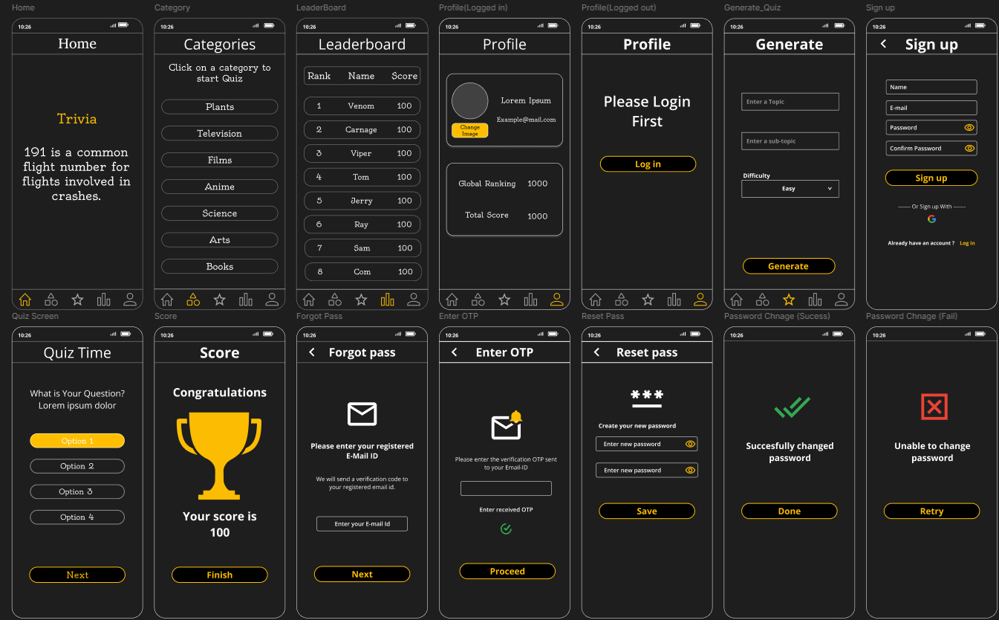 Home
10:26
Home
Trivia
191 is a common
flight number for
flights involved in
crashes.
Category
10:26
Categories
Click on a category to
start Quiz
Plants
Television
Films
Anime
Science
Arts
Books
LeaderBoard
10:26
Leaderboard
Rank Name Score
1 Venom 100
2 Carnage 100
3 Viper 100
4 Tom 100
5 Jerry 100
6 Ray 100
7 Sam 100
8 Com 100
Profile(Logged in)
10:26
Profile
Lorem Ipsum
Example@mail.com
Change
Image
Global Ranking 1000
Total Score 1000
Profile(Logged out)
10:26
Profile
Please Login
First
Log in
Generate_Quiz
10:26
Generate
Enter a Topic
Enter a sub-topic
Difficulty
Easy
Generate
Sign up
10:26
Sign up
Name
E-mail
Password
Confirm Password
Sign up
------- Or Sign up With -------
G
Already have an account ? Log in
Quiz Screen
10:26
Quiz Time
What is Your Question?
Lorem ipsum dolor
Option 1
Option 2
Option 3
Option 4
Next
Score
10:26
Score
Congratulations
Your score is
100
Finish
Forgot Pass
10:26
Forgot pass
Please enter your registered
E-Mail ID
We will send a verification code to
your registered email id.
Enter your E-mail Id
Next
Enter OTP
10:26
Enter OTP
Please enter the verification OTP sent
to your Email-ID
Enter received OTP
Proceed
Reset Pass
10:26
Reset pass
***
Create your new password
Enter new password
Enter new password
Save
Password Chnage (Sucess)
10:26
Succesfully changed
password
Done
Password Chnage (Fail)
10:26
Unable to change
password
Retry